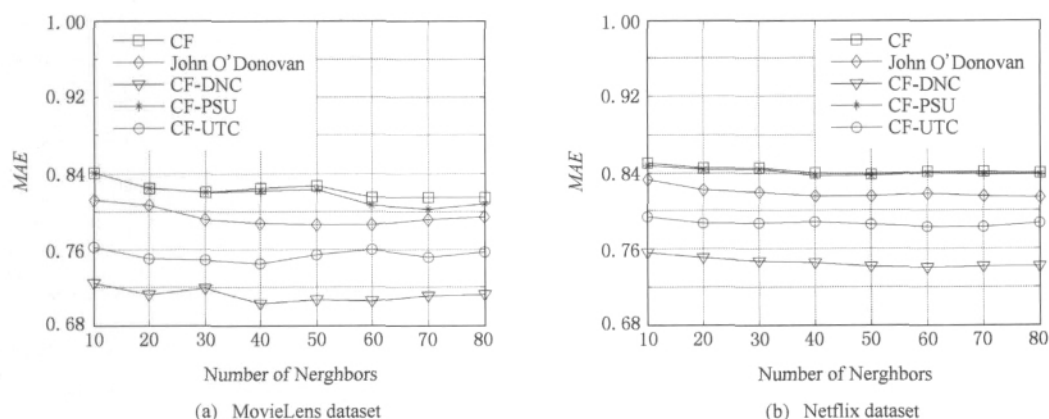 1.00
0.92
0.84
0.76
0.68
MAE
CF
John O'Donovan
CF-DNC
CF-PSU
CF-UTC
10 20 30 40 50 60 70 80
Number of Nerghbors
(a) MovieLens dataset
1.00
0.92
0.84
0.76
0.68
MAE
CF
John O'Donovan
CF-DNC
CF-PSU
CF-UTC
10 20 30 40 50 60 70 80
Number of Nerghbors
(b) Netflix dataset